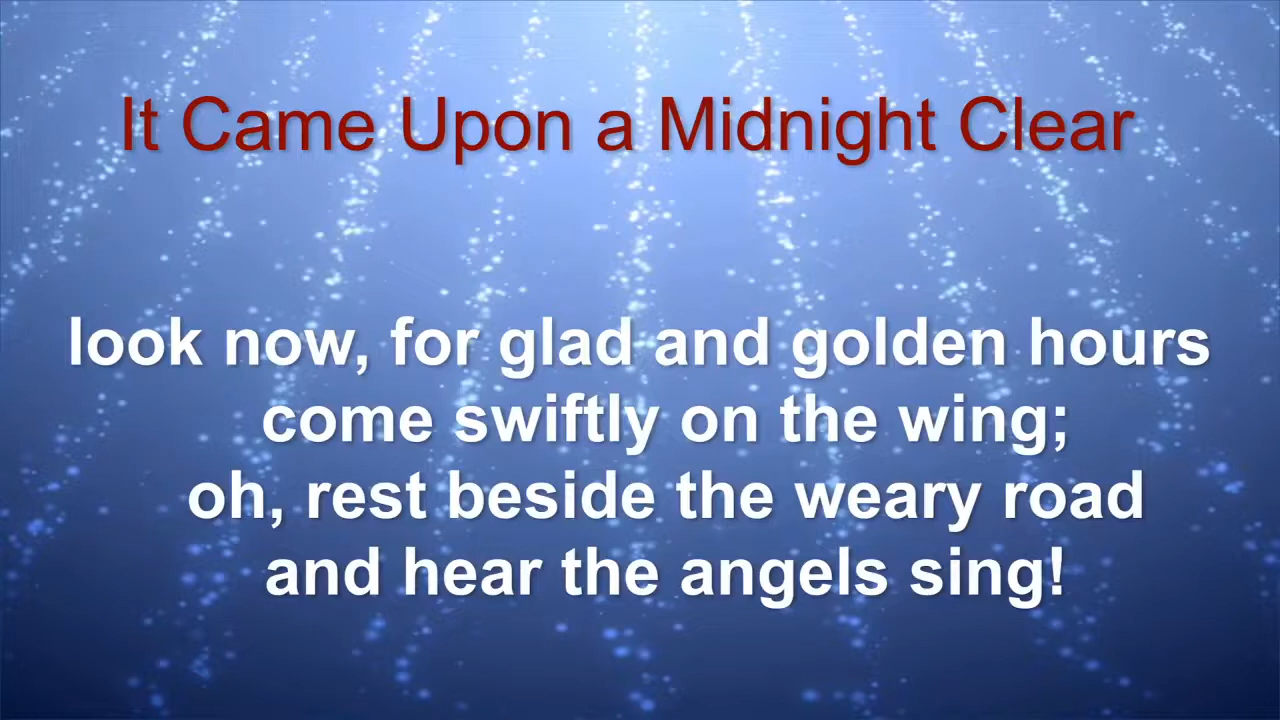 It Came Upon a Midnight Clear
look now, for glad and golden hours
come swiftly on the wing;
oh, rest beside the weary road
and hear the angels sing!